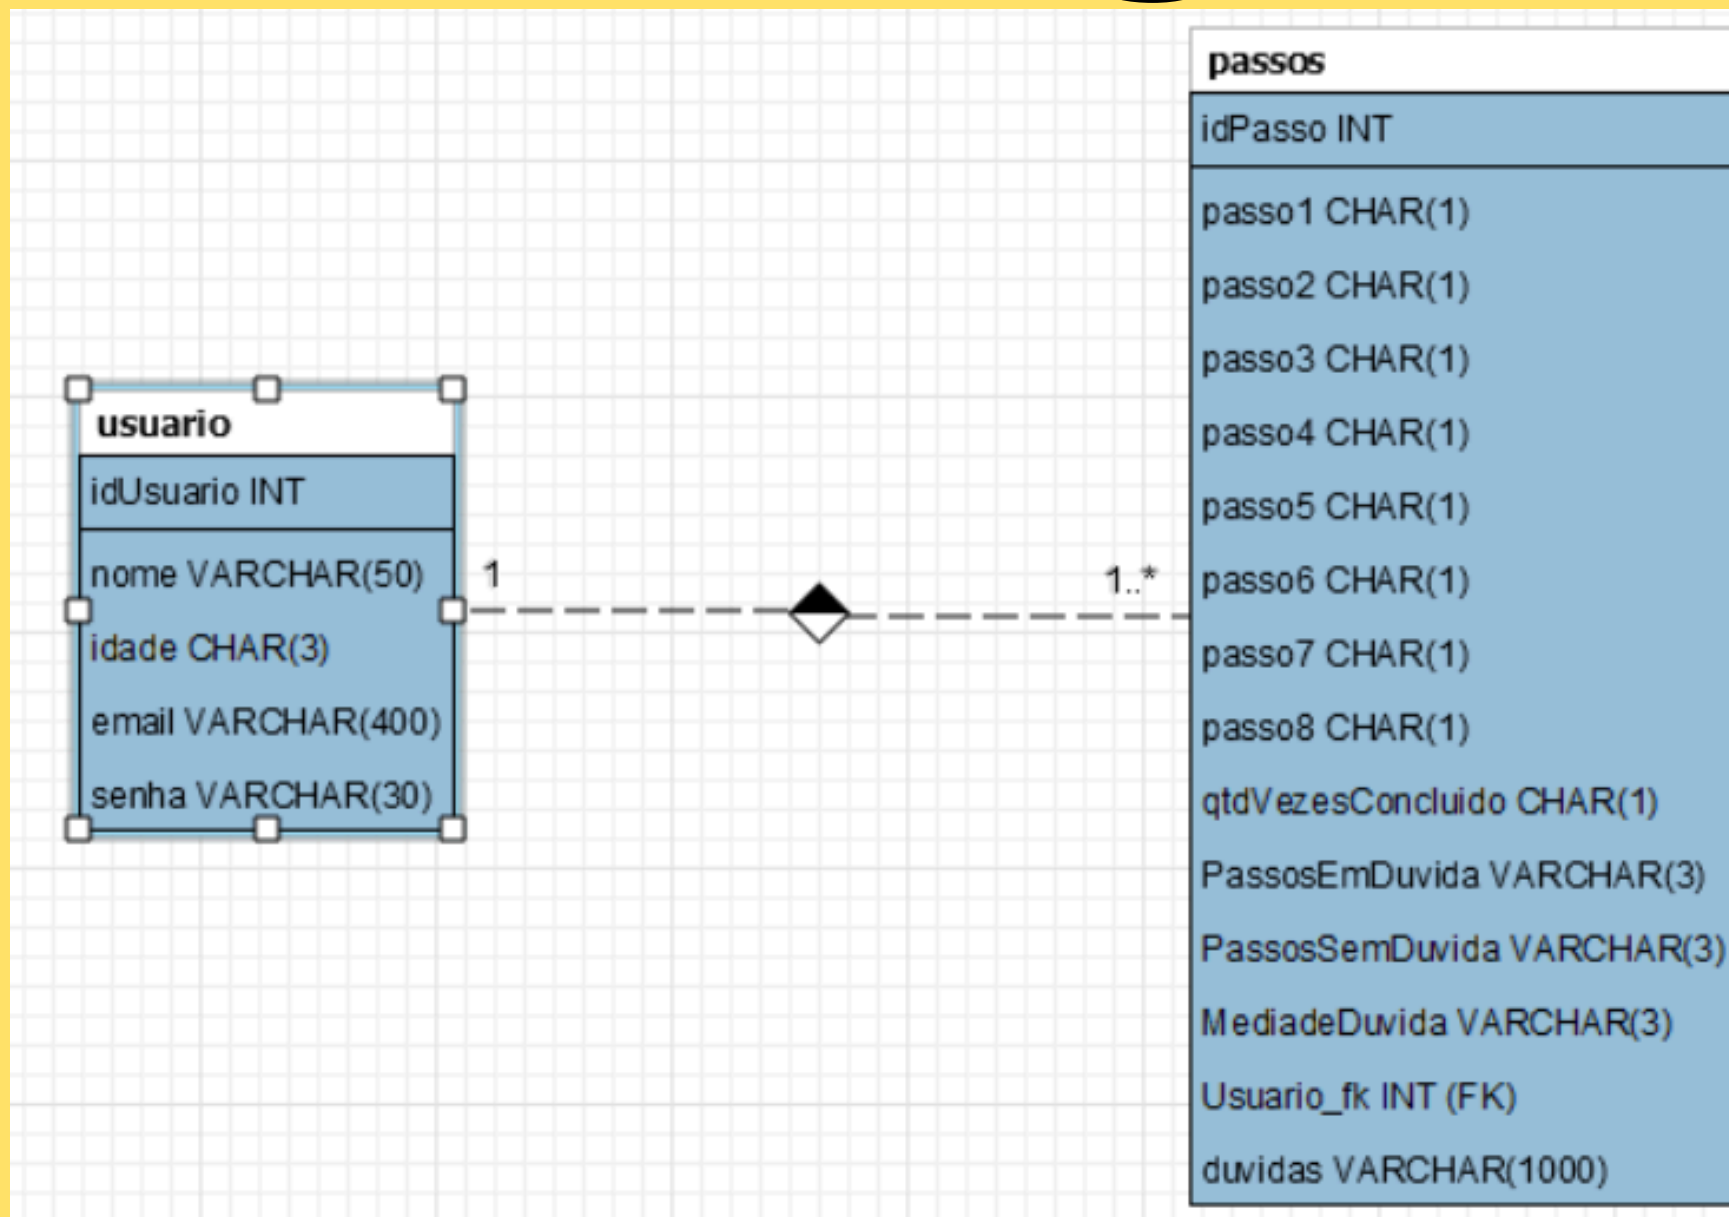 usuario
idUsuario INT
nome VARCHAR(50)
idade CHAR(3)
email VARCHAR(400)
senha VARCHAR(30)
1
1..*
passos
idPasso INT
passo1 CHAR(1)
passo2 CHAR(1)
passo3 CHAR(1)
passo4 CHAR(1)
passo5 CHAR(1)
passo6 CHAR(1)
passo7 CHAR(1)
passo8 CHAR(1)
qtdVezesConcluido CHAR(1)
PassosEmDuvida VARCHAR(3)
PassosSemDuvida VARCHAR(3)
MediadeDuvida VARCHAR(3)
Usuario_fk INT (FK)
duvidas VARCHAR(1000)